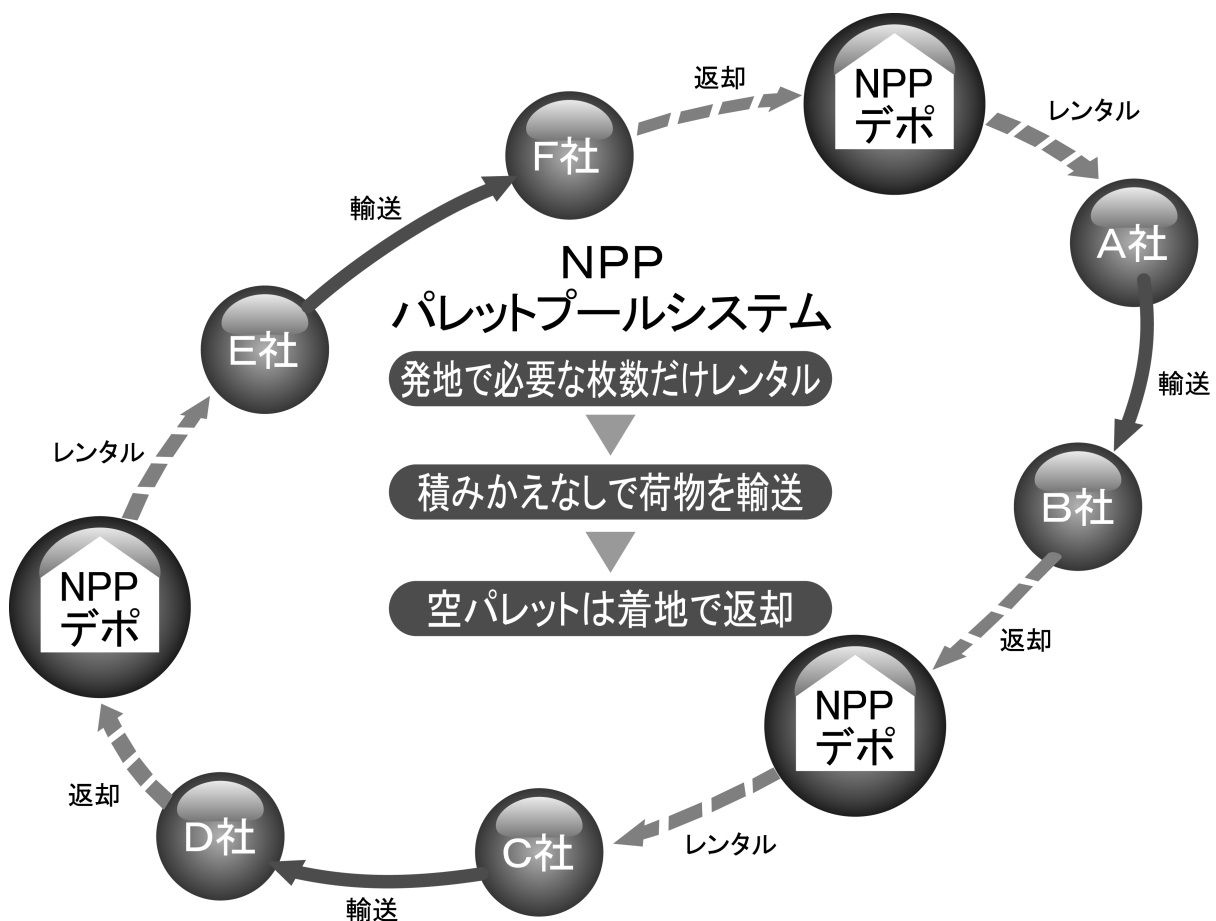 NPP
パレットプールシステム
発地で必要な枚数だけレンタル
積みかえなしで荷物を輸送
空パレットは着地で返却
NPP
デポ
レンタル
A社
輸送
B社
返却
NPP
デポ
レンタル
C社
輸送
D社
返却
NPP
デポ
レンタル
E社
輸送
F社
返却